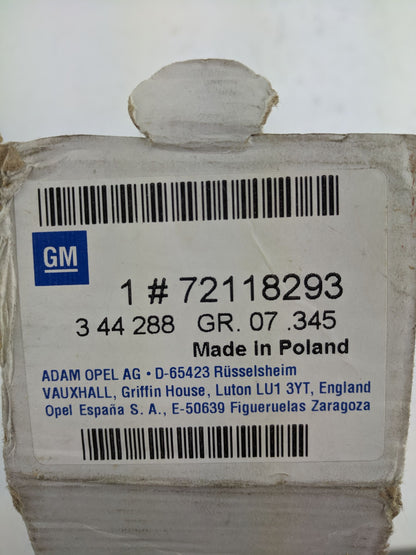 GM
1 # 72118293
3 44 288 GR. 07 .345
Made in Poland
ADAM OPEL AG • D-65423 Rüsselsheim
VAUXHALL, Griffin House, Luton LU1 3YT, England
Opel España S. A., E-50639 Figueruelas Zaragoza